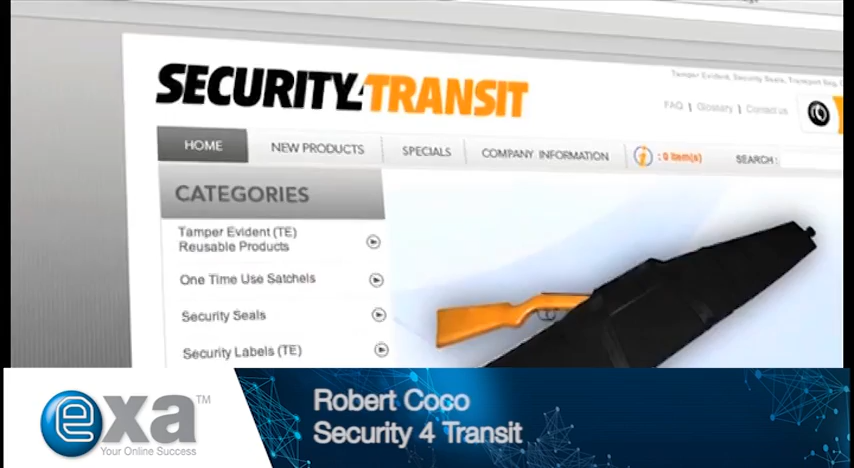 Tamper Evident, Security Seals, Transport Bag,
SECURITY4TRANSIT
FAQ | Glossary | Contact us
HOME
NEW PRODUCTS
SPECIALS
COMPANY INFORMATION
: 0 item(s)
SEARCH :
CATEGORIES
Tamper Evident (TE)
Reusable Products
One Time Use Satchels
Security Seals
Security Labels (TE)
exa™
Your Online Success
Robert Coco
Security 4 Transit